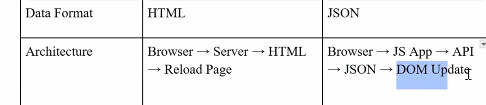 Data Format HTML JSON
Architecture Browser → Server → HTML Browser → JS App → API
→ Reload Page → JSON → DOM Update